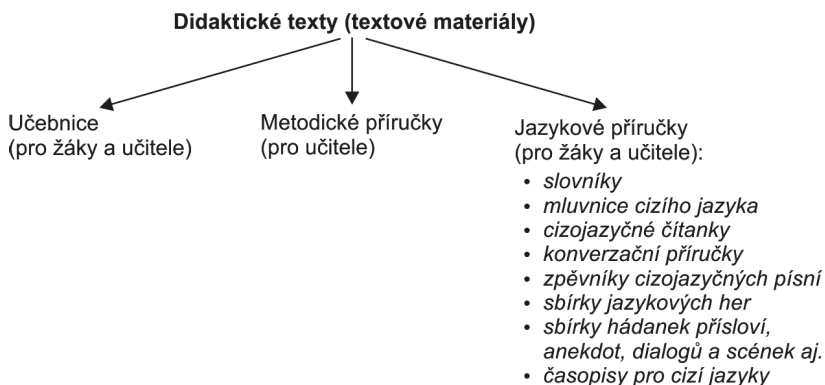 Didaktické texty (textové materiály)
Učebnice
(pro žáky a učitele)
Metodické příručky
(pro učitele)
Jazykové příručky
(pro žáky a učitele):
• slovníky
• mluvnice cizího jazyka
• cizojazyčné čítanky
• konverzační příručky
• zpěvníky cizojazyčných písní
• sbírky jazykových her
• sbírky hádanek přísloví,
anekdot, dialogů a scének aj.
• časopisy pro cizí jazyky